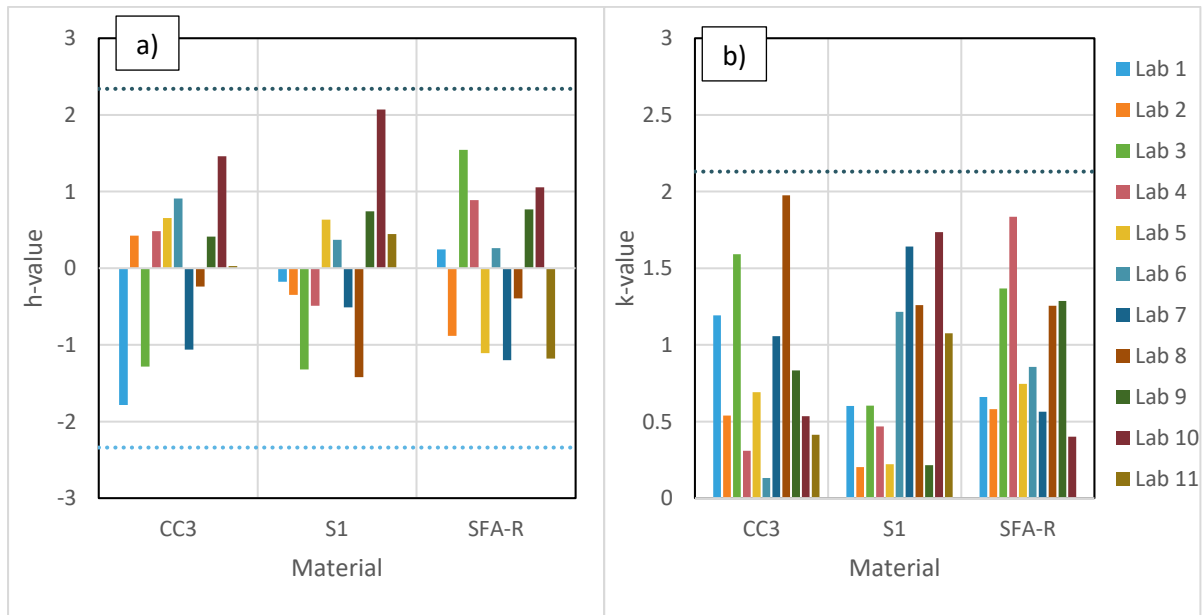 a)
3
2
1
0
-1
-2
-3
h-value
CC3 S1 SFA-R
Material
b)
3
2.5
2
1.5
1
0.5
0
k-value
CC3 S1 SFA-R
Material
Lab 1
Lab 2
Lab 3
Lab 4
Lab 5
Lab 6
Lab 7
Lab 8
Lab 9
Lab 10
Lab 11